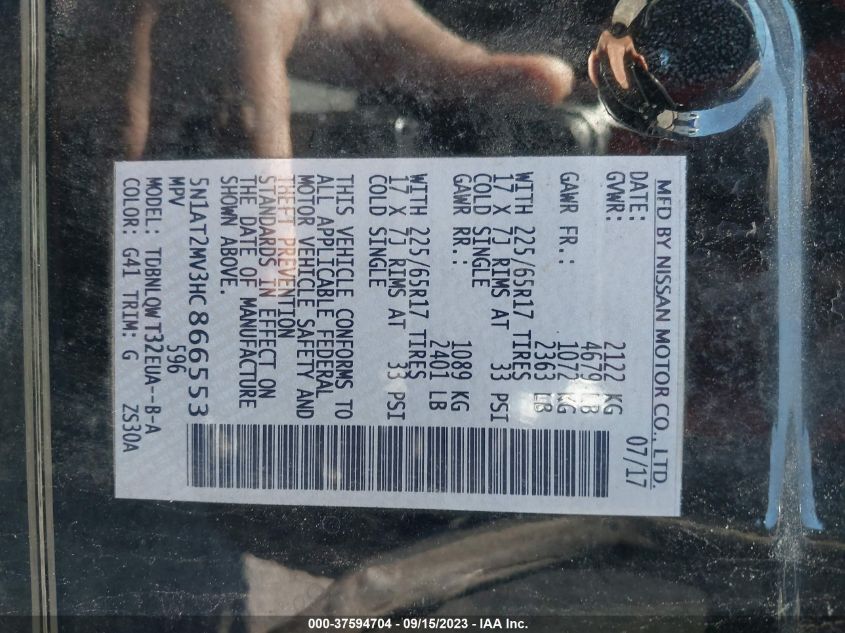 MFD BY NISSAN MOTOR CO., LTD.
DATE: 07/17
GVWR: 2122 KG
4679 LB
GAWR FR.: 1072 KG
2363 LB
WITH 225/65R17 TIRES
17 X 7J RIMS AT 33 PSI
COLD SINGLE
GAWR RR.: 1089 KG
2401 LB
WITH 225/65R17 TIRES
17 X 7J RIMS AT 33 PSI
COLD SINGLE
THIS VEHICLE CONFORMS TO
ALL APPLICABLE FEDERAL
MOTOR VEHICLE SAFETY AND
THEFT PREVENTION
STANDARDS IN EFFECT ON
THE DATE OF MANUFACTURE
SHOWN ABOVE.
5N1AT2MV3HC866553
MPV 596
MODEL: TDBNLQWT32EUA--B-A
COLOR: G41 TRIM: G ZS30A
000-37594704 - 09/15/2023 - IAA Inc.